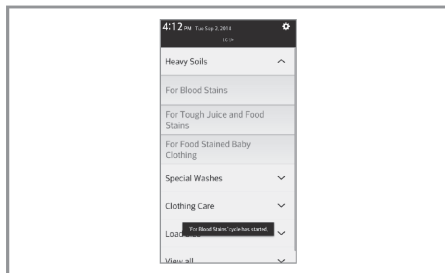 4:12 PM Tue Sep 2, 2014
Heavy Soils
For Blood Stains
For Tough Juice and Food
Stains
For Food Stained Baby
Clothing
Special Washes
Clothing Care
'For Blood Stains' cycle has started.
Load
View all